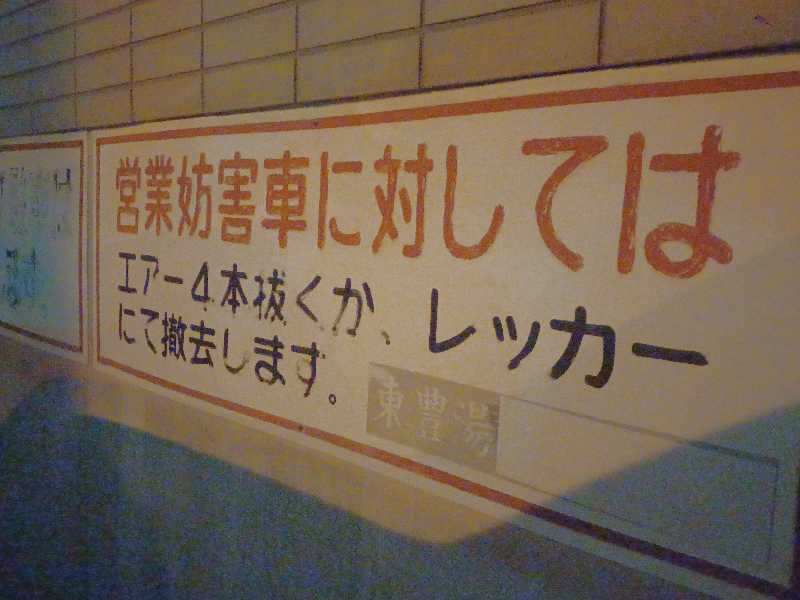 営業妨害車に対しては
エアー4本抜くか、レッカー
にて撤去します。
東豊湯